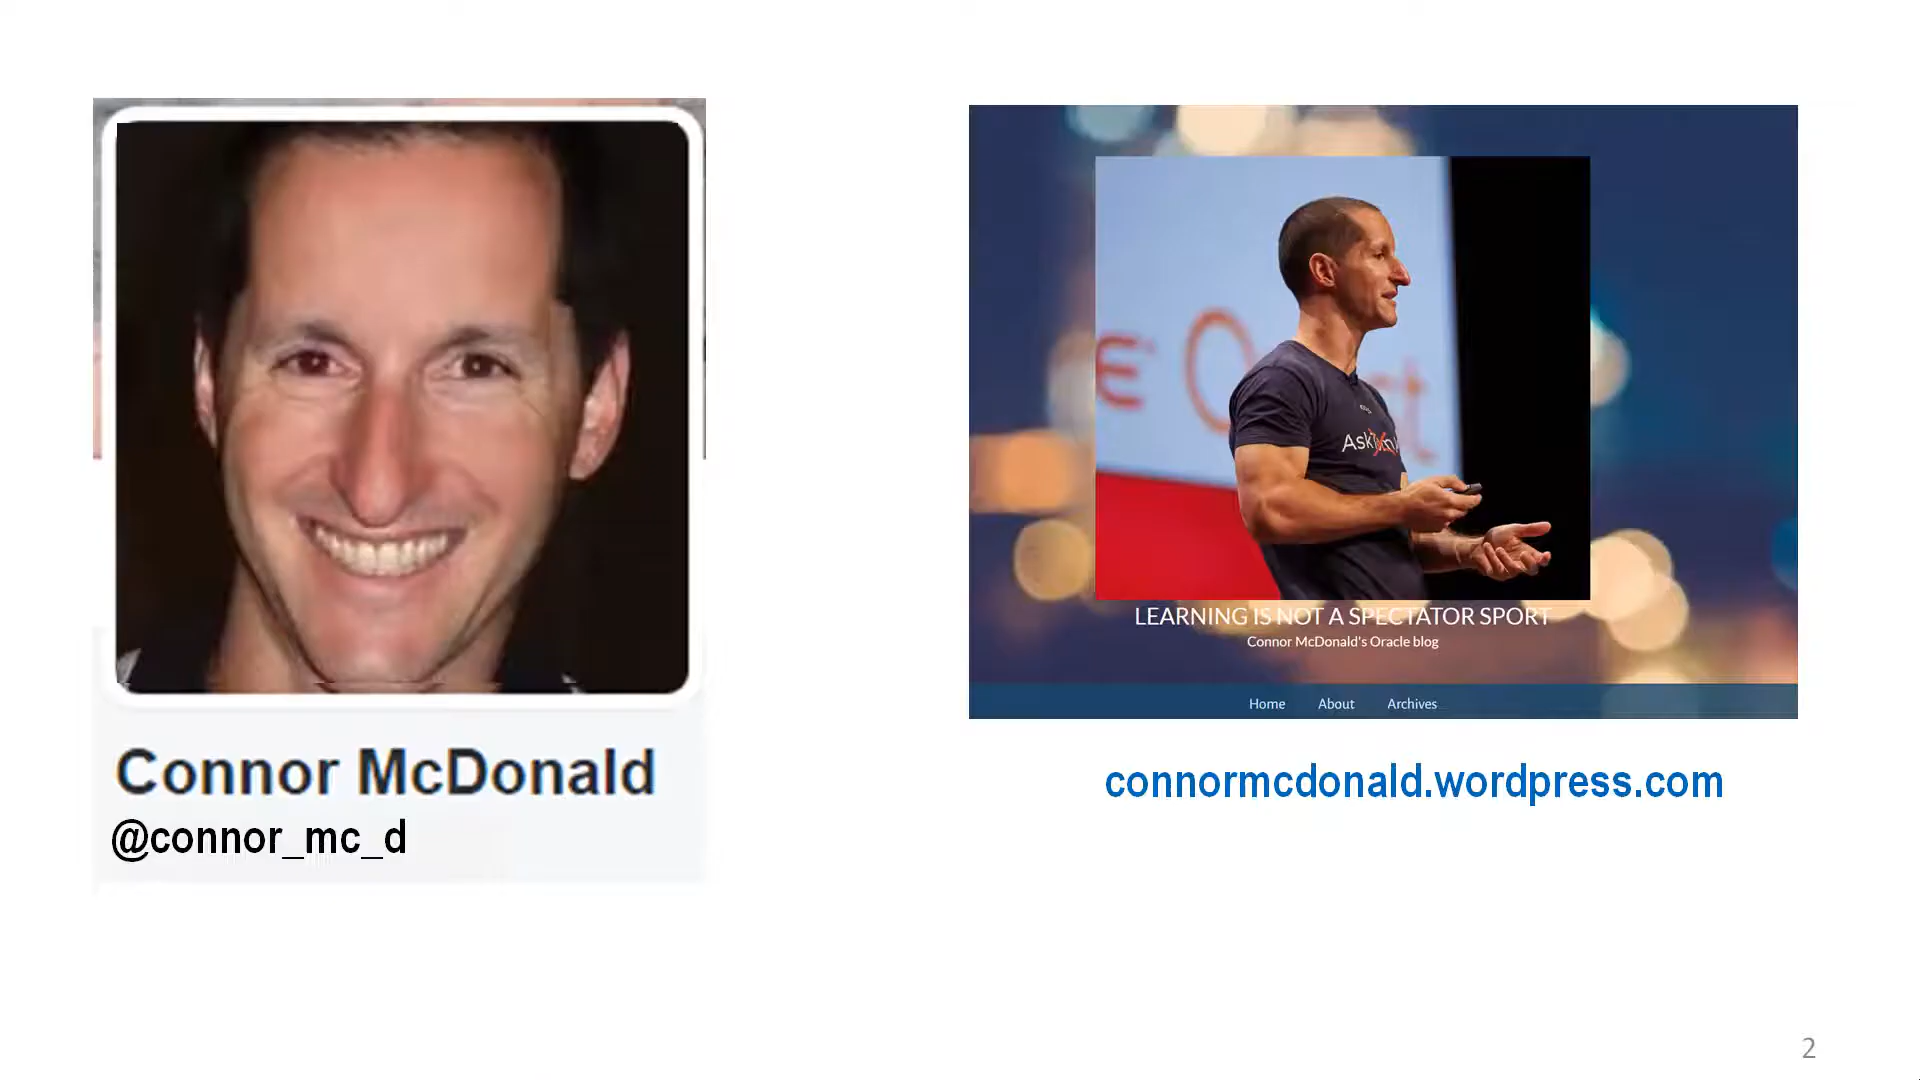 Connor McDonald
@connor_mc_d
LEARNING IS NOT A SPECTATOR SPORT
Connor McDonald's Oracle blog
Home About Archives
connormcdonald.wordpress.com
2